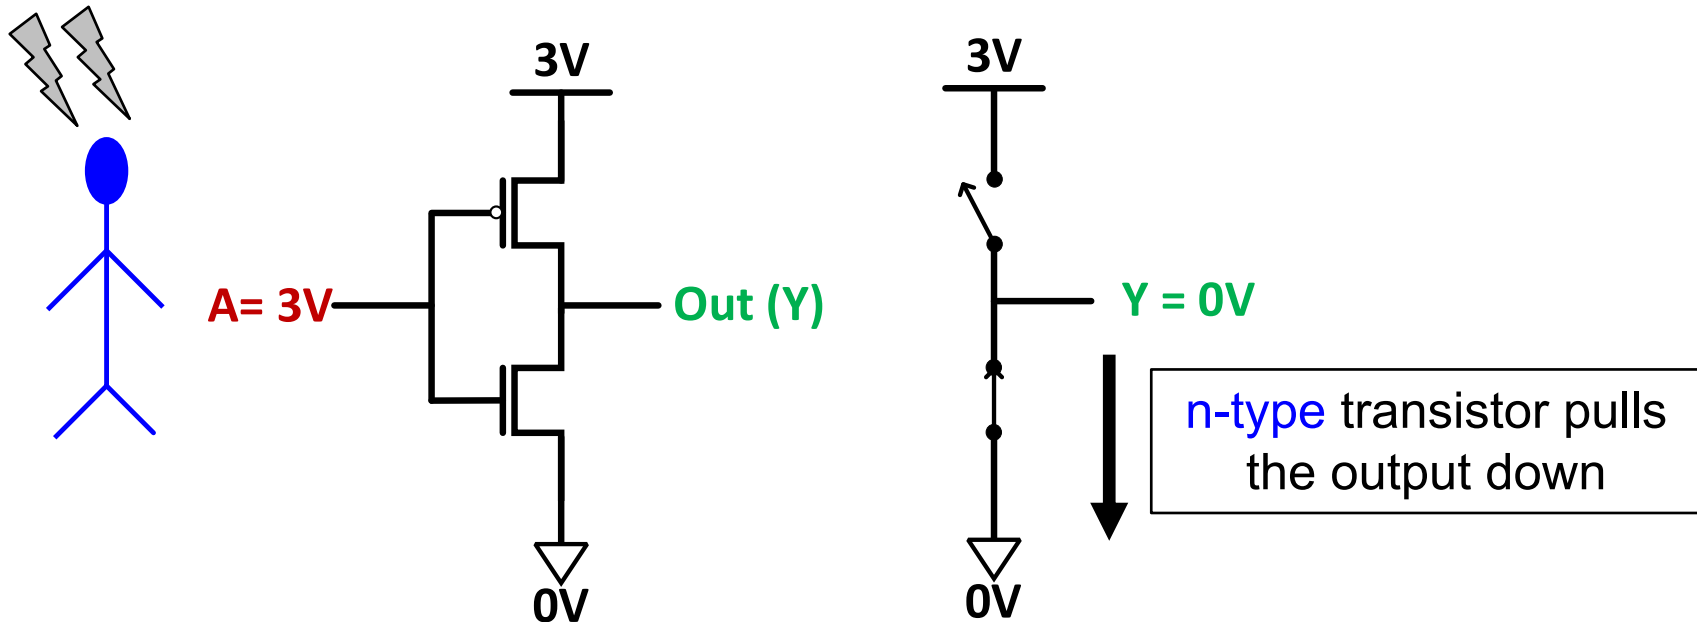 3V
A= 3V
Out (Y)
0V
3V
Y = 0V
n-type transistor pulls
the output down
0V